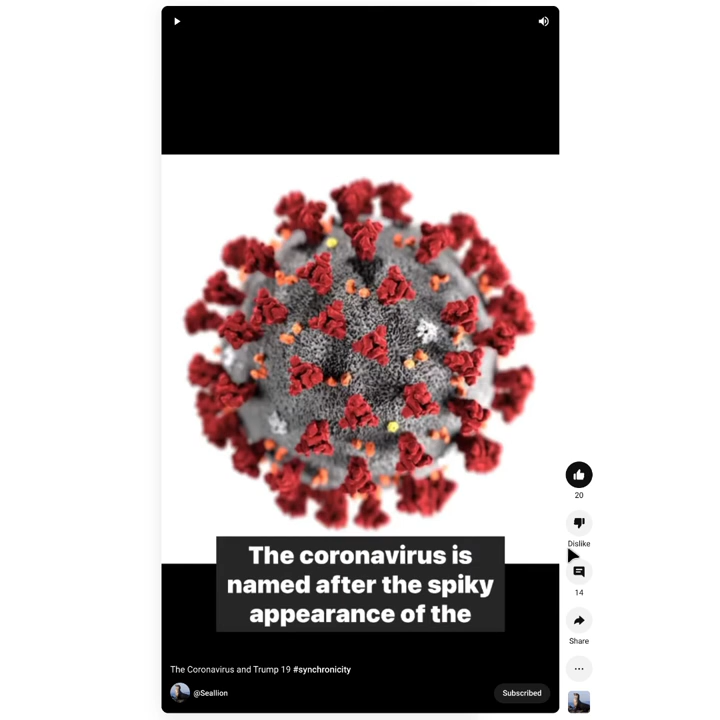 The coronavirus is
named after the spiky
appearance of the
20
Dislike
14
Share
The Coronavirus and Trump 19 #synchronicity
@Seallion
Subscribed